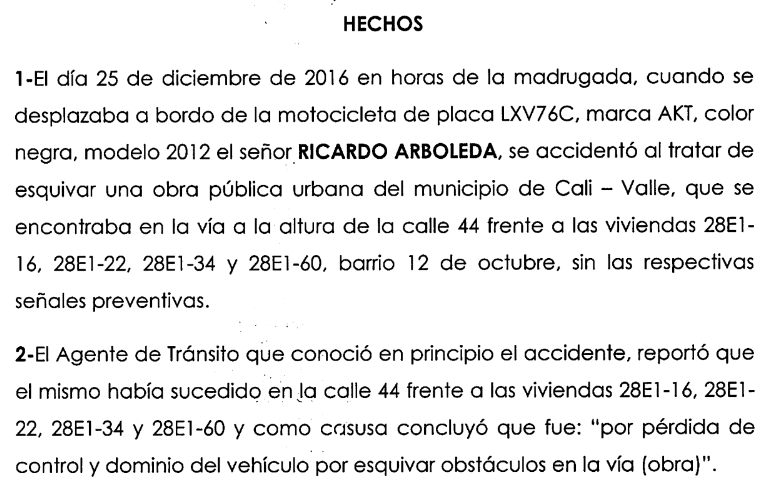 HECHOS
1-El día 25 de diciembre de 2016 en horas de la madrugada, cuando se
desplazaba a bordo de la motocicleta de placa LXV76C, marca AKT, color
negra, modelo 2012 el señor RICARDO ARBOLEDA, se accidentó al tratar de
esquivar una obra pública urbana del municipio de Cali – Valle, que se
encontraba en la vía a la altura de la calle 44 frente a las viviendas 28E1-
16, 28E1-22, 28E1-34 y 28E1-60, barrio 12 de octubre, sin las respectivas
señales preventivas.
2-El Agente de Tránsito que conoció en principio el accidente, reportó que
el mismo había sucedido en la calle 44 frente a las viviendas 28E1-16, 28E1-
22, 28E1-34 y 28E1-60 y como casusa concluyó que fue: “por pérdida de
control y dominio del vehículo por esquivar obstáculos en la vía (obra)”.